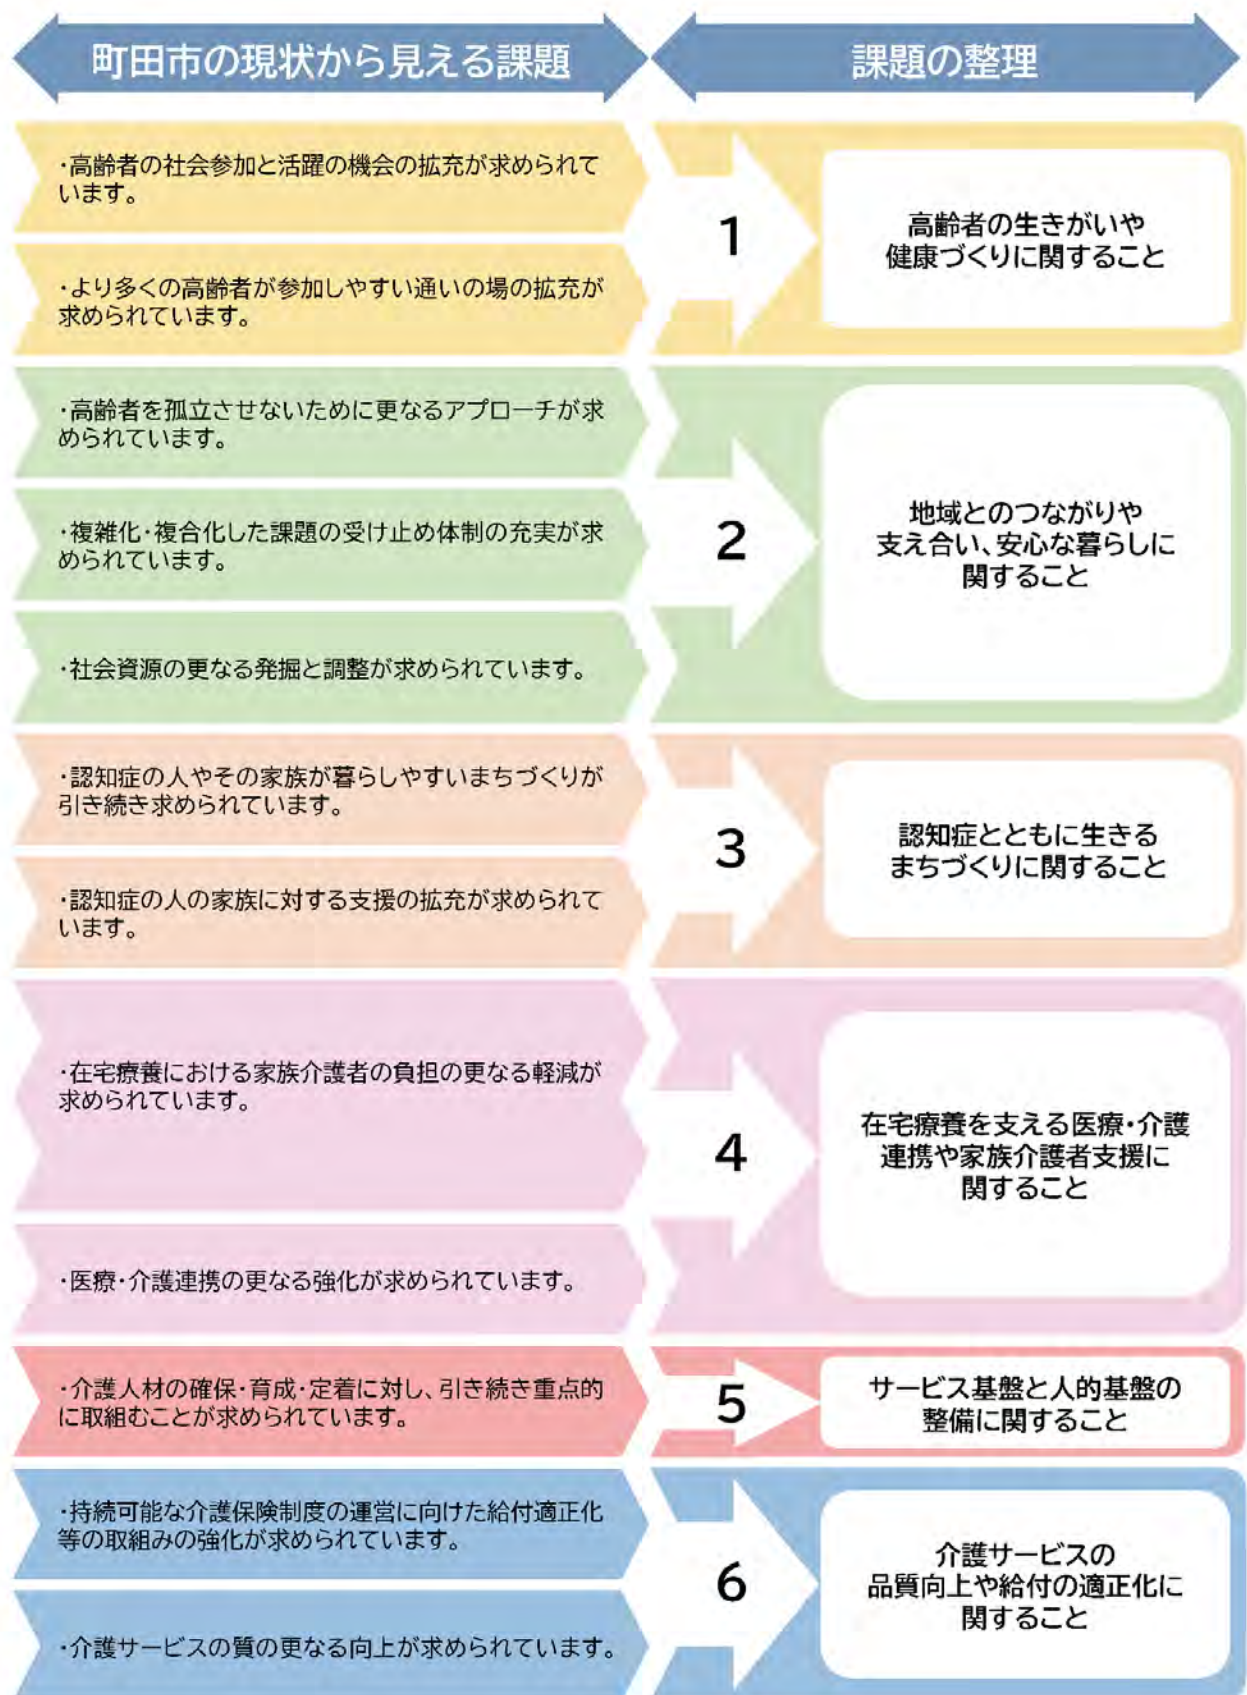 町田市の現状から見える課題
課題の整理
・高齢者の社会参加と活躍の機会の拡充が求められて
います。
・より多くの高齢者が参加しやすい通いの場の拡充が
求められています。
1
高齢者の生きがいや
健康づくりに関すること
・高齢者を孤立させないために更なるアプローチが求
められています。
・複雑化・複合化した課題の受け止め体制の充実が求
められています。
・社会資源の更なる発掘と調整が求められています。
2
地域とのつながりや
支え合い、安心な暮らしに
関すること
・認知症の人やその家族が暮らしやすいまちづくりが
引き続き求められています。
・認知症の人の家族に対する支援の拡充が求められて
います。
3
認知症とともに生きる
まちづくりに関すること
・在宅療養における家族介護者の負担の更なる軽減が
求められています。
・医療・介護連携の更なる強化が求められています。
4
在宅療養を支える医療・介護
連携や家族介護者支援に
関すること
・介護人材の確保・育成・定着に対し、引き続き重点的
に取組むことが求められています。
5
サービス基盤と人的基盤の
整備に関すること
・持続可能な介護保険制度の運営に向けた給付適正化
等の取組みの強化が求められています。
・介護サービスの質の更なる向上が求められています。
6
介護サービスの
品質向上や給付の適正化に
関すること